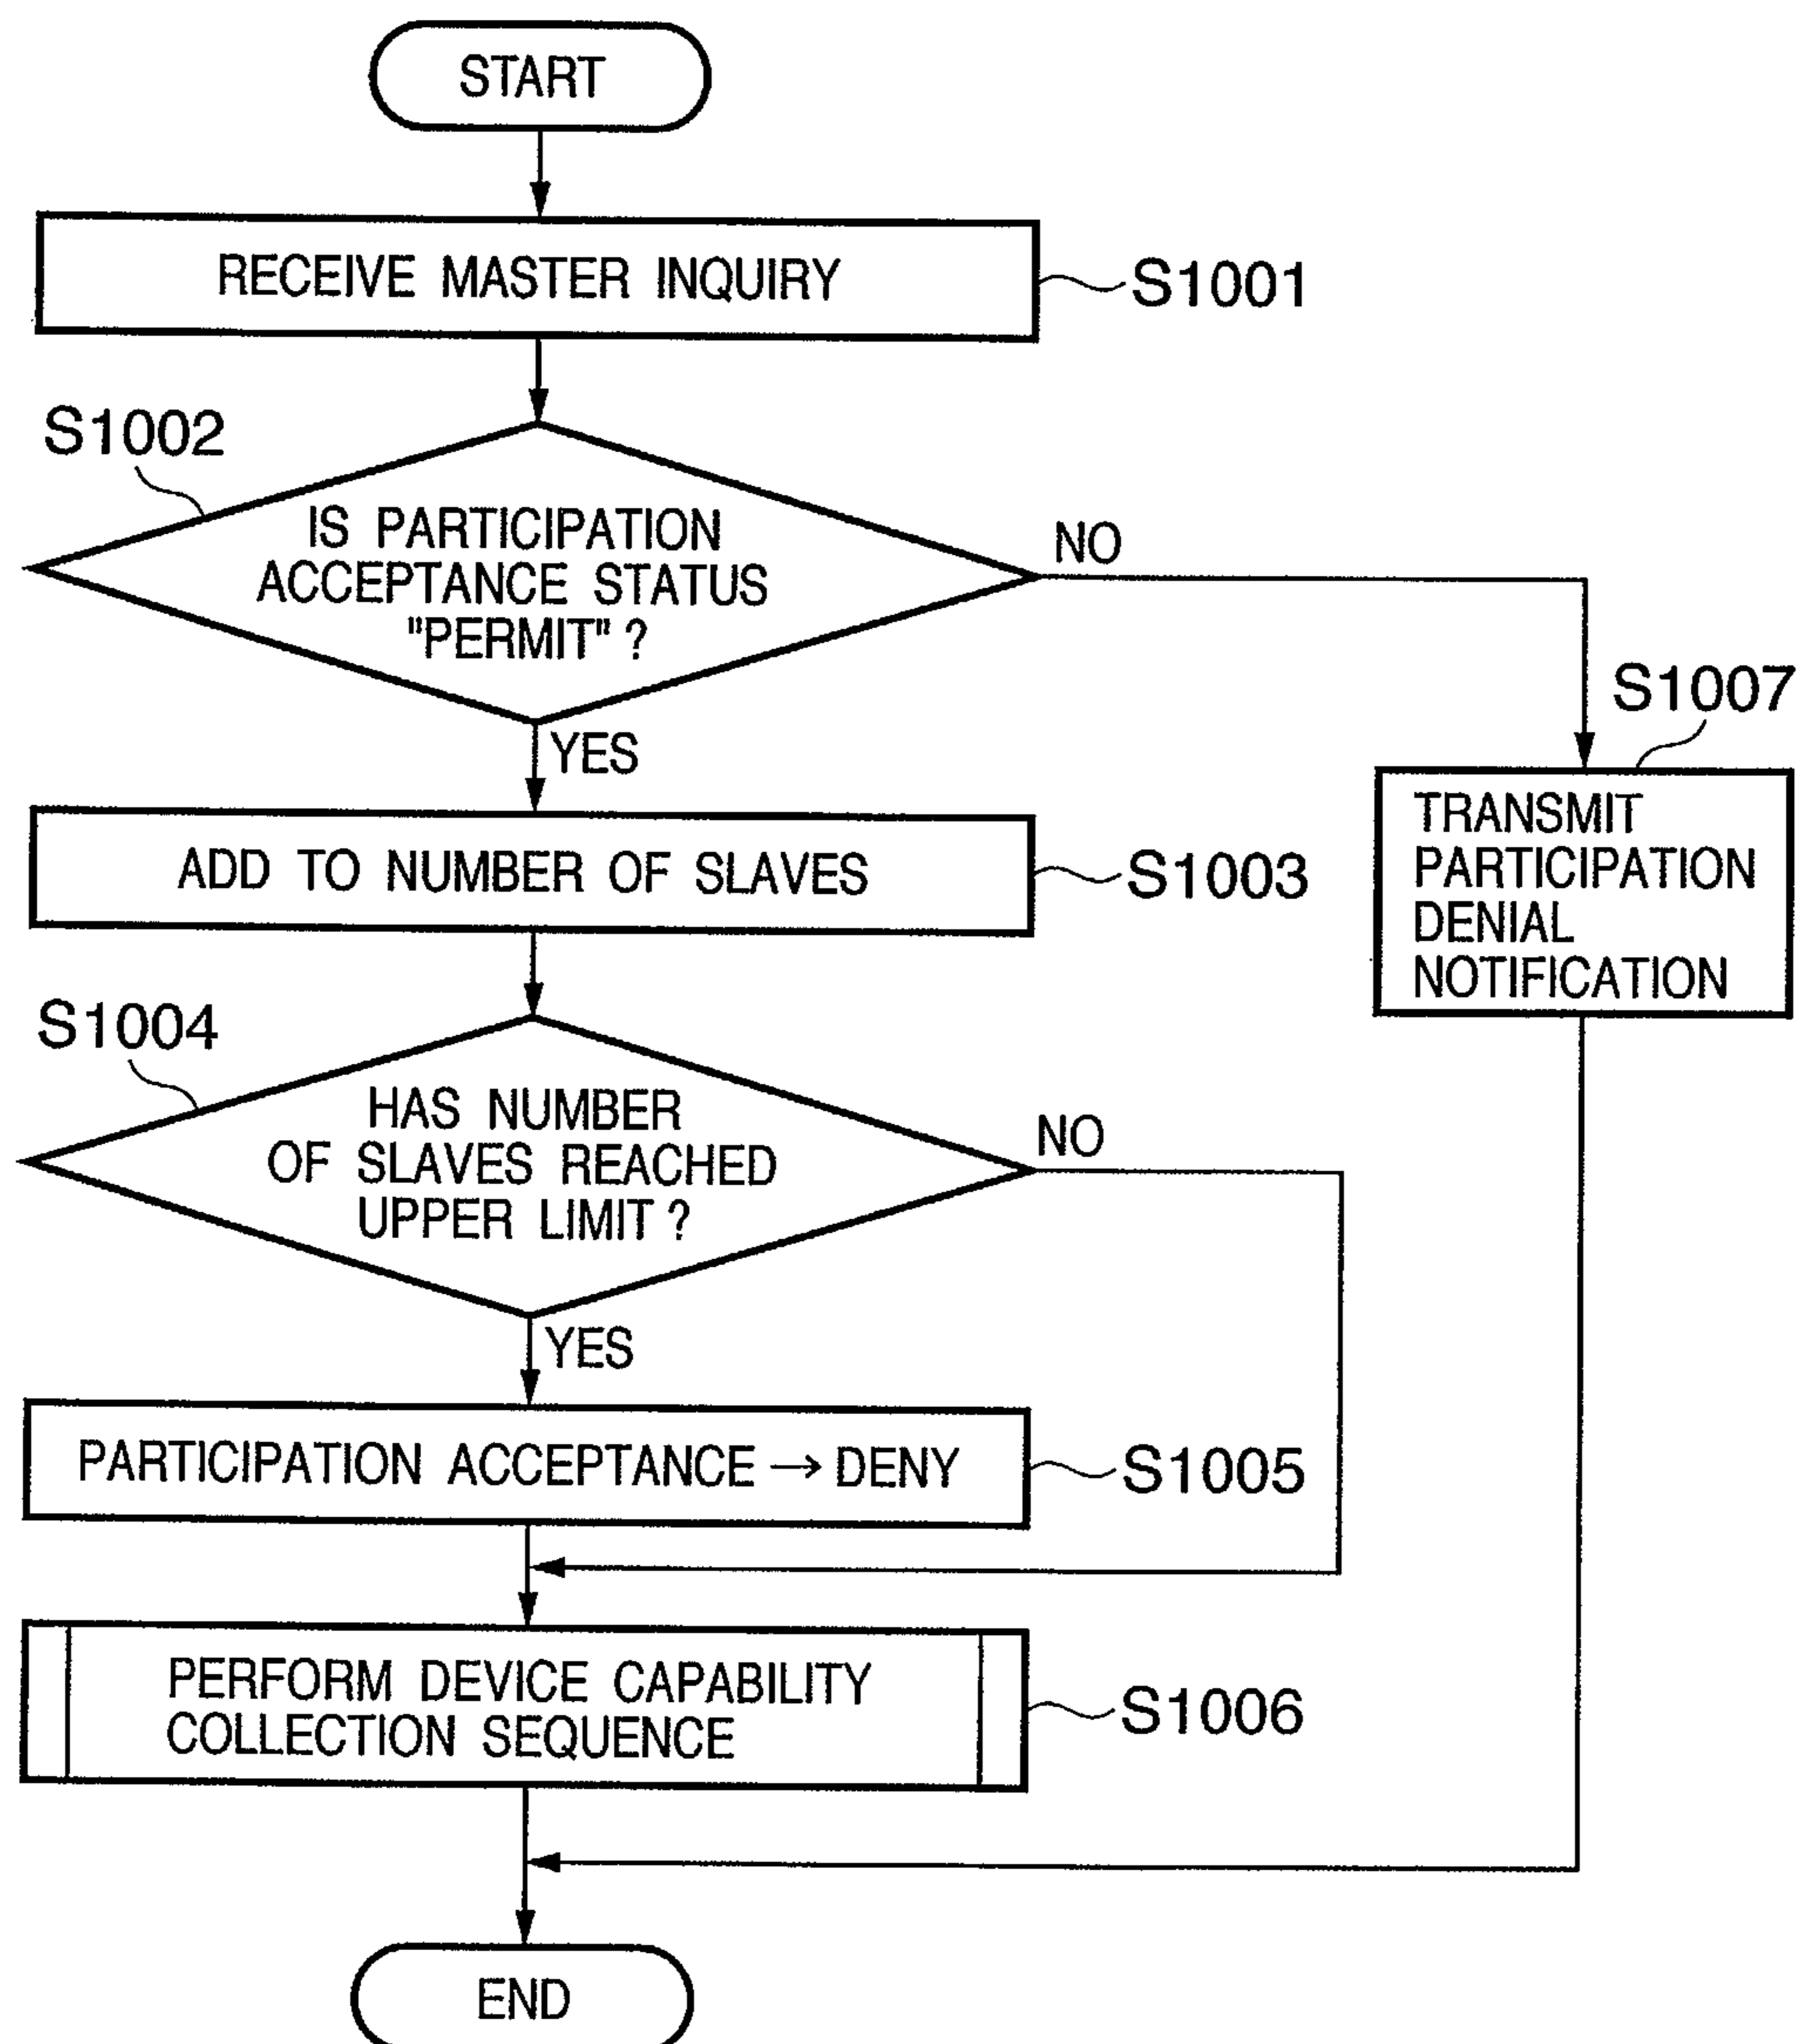 START
RECEIVE MASTER INQUIRY
S1001
S1002
IS PARTICIPATION
ACCEPTANCE STATUS
"PERMIT" ?
NO
YES
S1007
TRANSMIT
PARTICIPATION
DENIAL
NOTIFICATION
ADD TO NUMBER OF SLAVES
S1003
S1004
HAS NUMBER
OF SLAVES REACHED
UPPER LIMIT ?
NO
YES
PARTICIPATION ACCEPTANCE → DENY
S1005
PERFORM DEVICE CAPABILITY
COLLECTION SEQUENCE
S1006
END